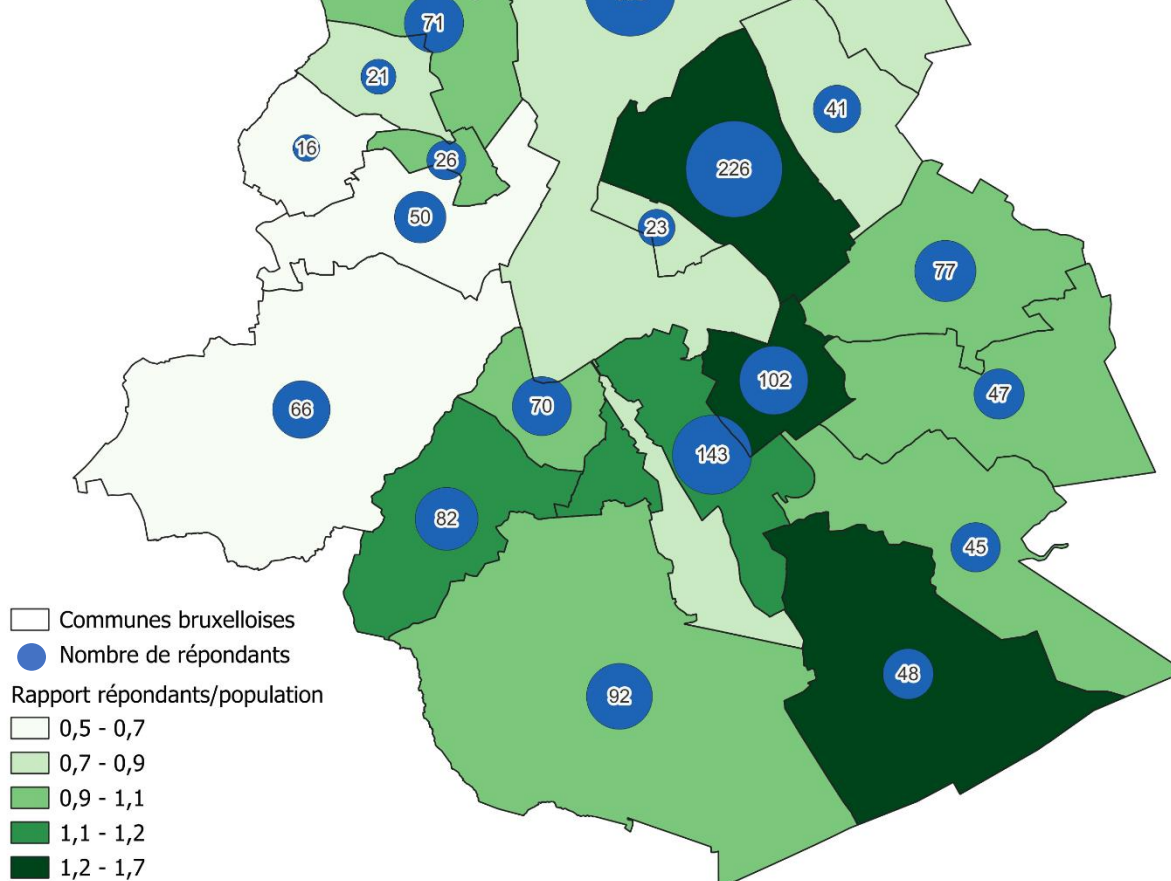 71
21
41
16
26
226
50
23
77
102
66
70
47
143
82
45
48
92
Communes bruxelloises
Nombre de répondants
Rapport répondants/population
0,5 - 0,7
0,7 - 0,9
0,9 - 1,1
1,1 - 1,2
1,2 - 1,7